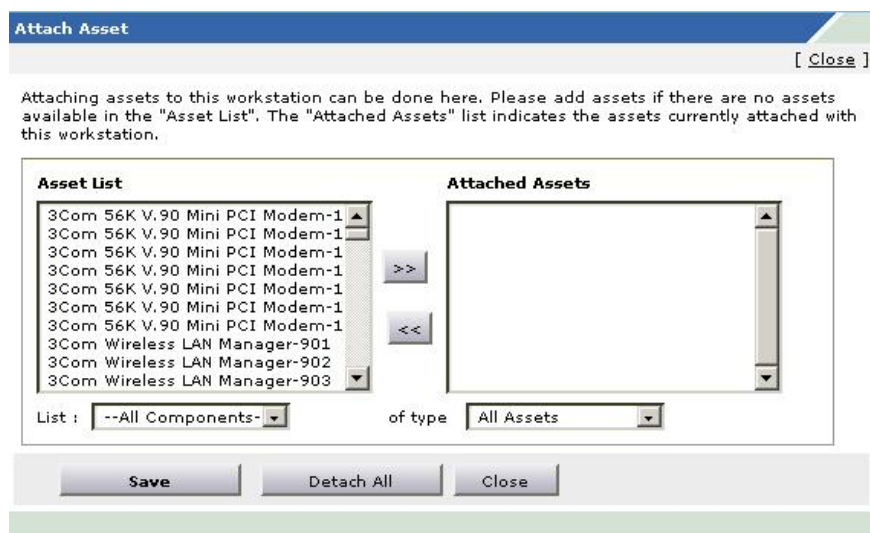 Attach Asset
[ Close ]
Attaching assets to this workstation can be done here. Please add assets if there are no assets
available in the "Asset List". The "Attached Assets" list indicates the assets currently attached with
this workstation.
Asset List
Attached Assets
3Com 56K V.90 Mini PCI Modem-1
3Com 56K V.90 Mini PCI Modem-1
3Com 56K V.90 Mini PCI Modem-1
3Com 56K V.90 Mini PCI Modem-1
3Com 56K V.90 Mini PCI Modem-1
3Com 56K V.90 Mini PCI Modem-1
3Com 56K V.90 Mini PCI Modem-1
3Com Wireless LAN Manager-901
3Com Wireless LAN Manager-902
3Com Wireless LAN Manager-903
>>
<<
List : --All Components- of type All Assets
Save Detach All Close